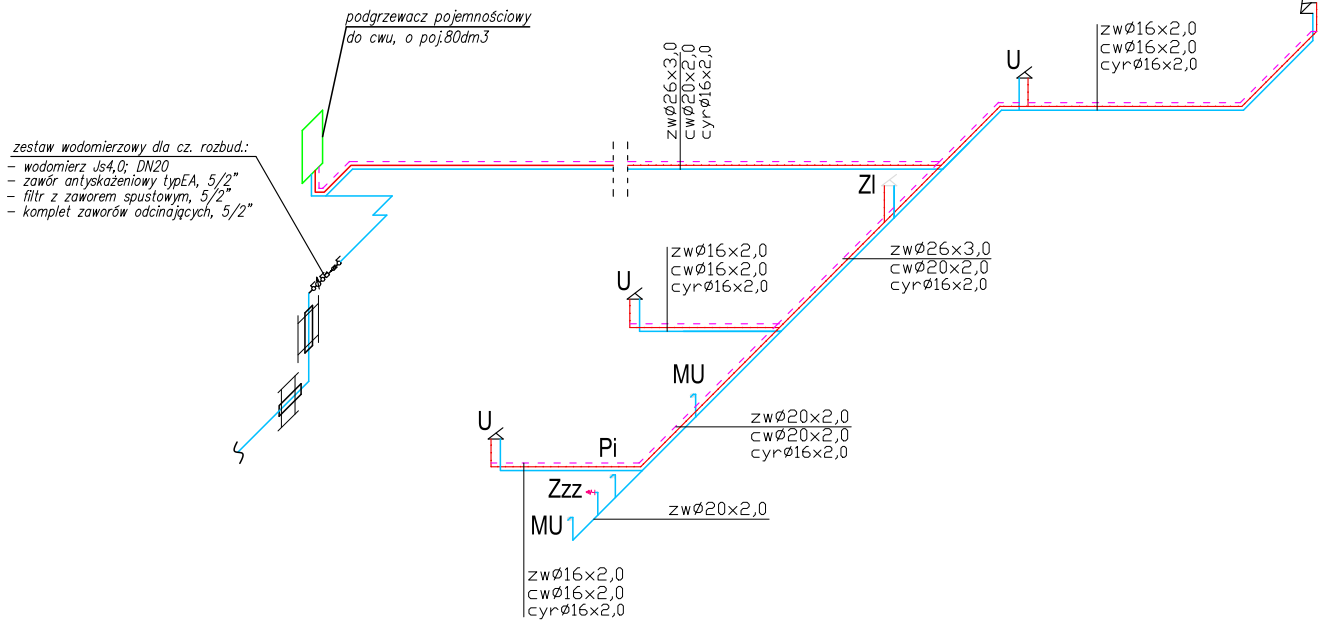 podgrzewacz pojemnościowy
do cwu, o poj.80dm3
zestaw wodomierzowy dla cz. rozbud.:
- wodomierz Js4,0; DN20
- zawór antyskażeniowy typEA, 5/2"
- filtr z zaworem spustowym, 5/2"
- komplet zaworów odcinających, 5/2"
zwØ26x3,0
cwØ20x2,0
cyrØ16x2,0
U
zwØ16x2,0
cwØ16x2,0
cyrØ16x2,0
Zl
zwØ26x3,0
cwØ20x2,0
cyrØ16x2,0
U
zwØ16x2,0
cwØ16x2,0
cyrØ16x2,0
MU
zwØ20x2,0
cwØ20x2,0
cyrØ16x2,0
U
Pi
Zzz
MU
zwØ20x2,0
zwØ16x2,0
cwØ16x2,0
cyrØ16x2,0